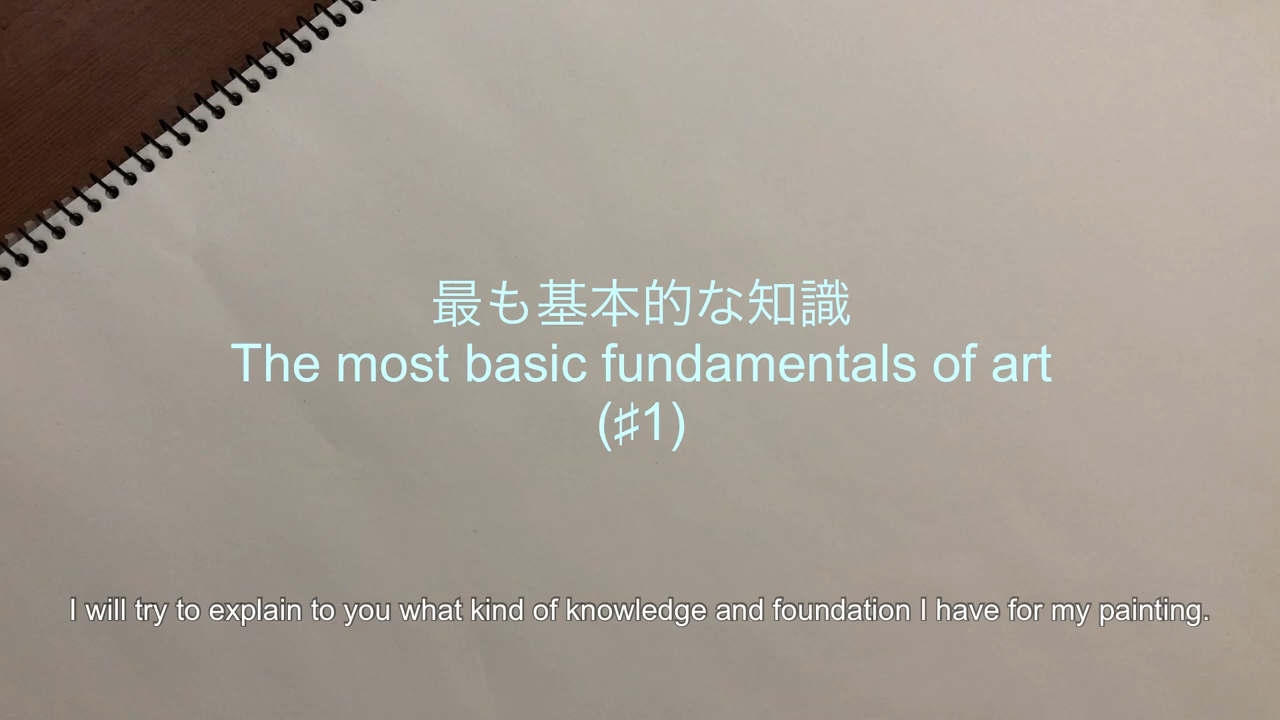 最も基本的な知識
The most basic fundamentals of art
(♯1)
I will try to explain to you what kind of knowledge and foundation I have for my painting.